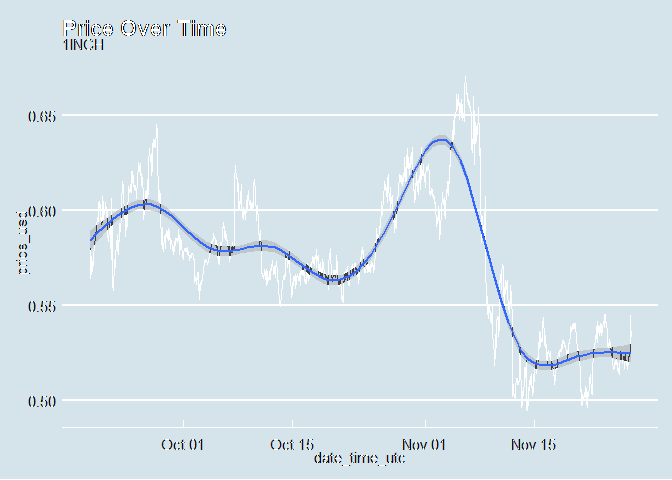 Price Over Time
1INCH
0.65
0.60
0.55
0.50
price_usd
Oct 01
Oct 15
Nov 01
Nov 15
date_time_utc